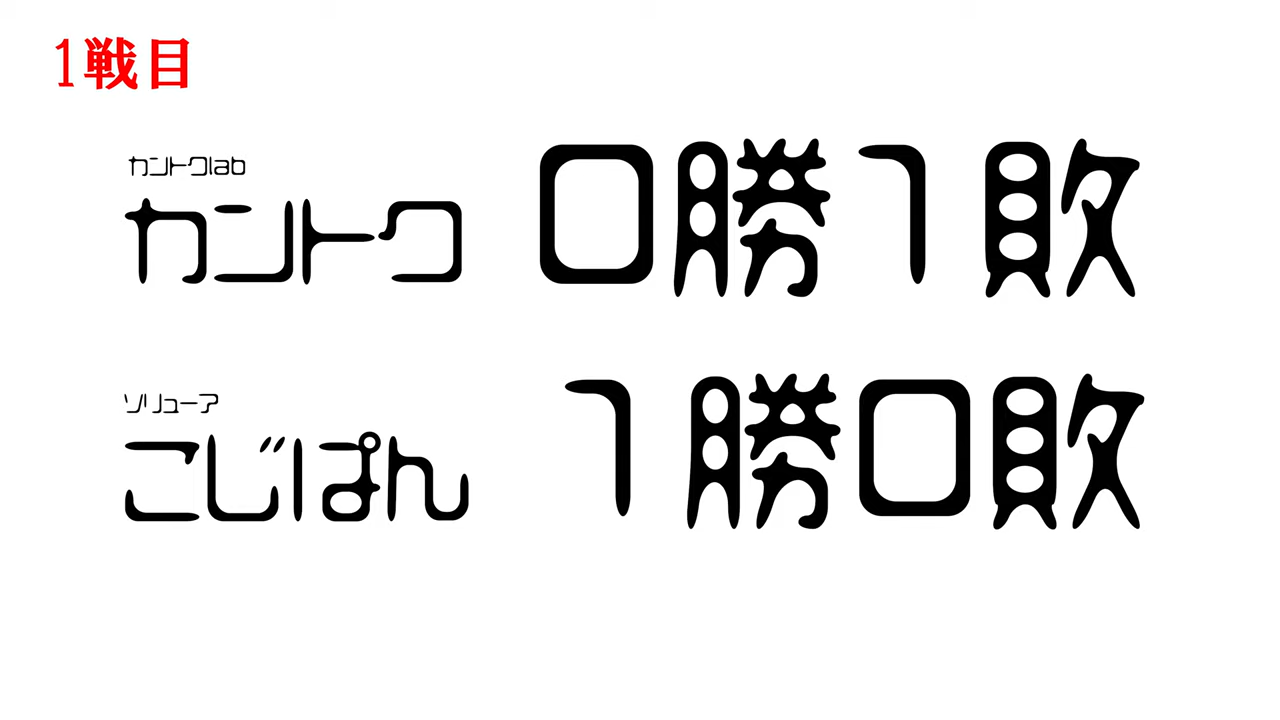 1戦目
カントクlab
カントク 0勝1敗
ソリューア
こじぱん 1勝0敗